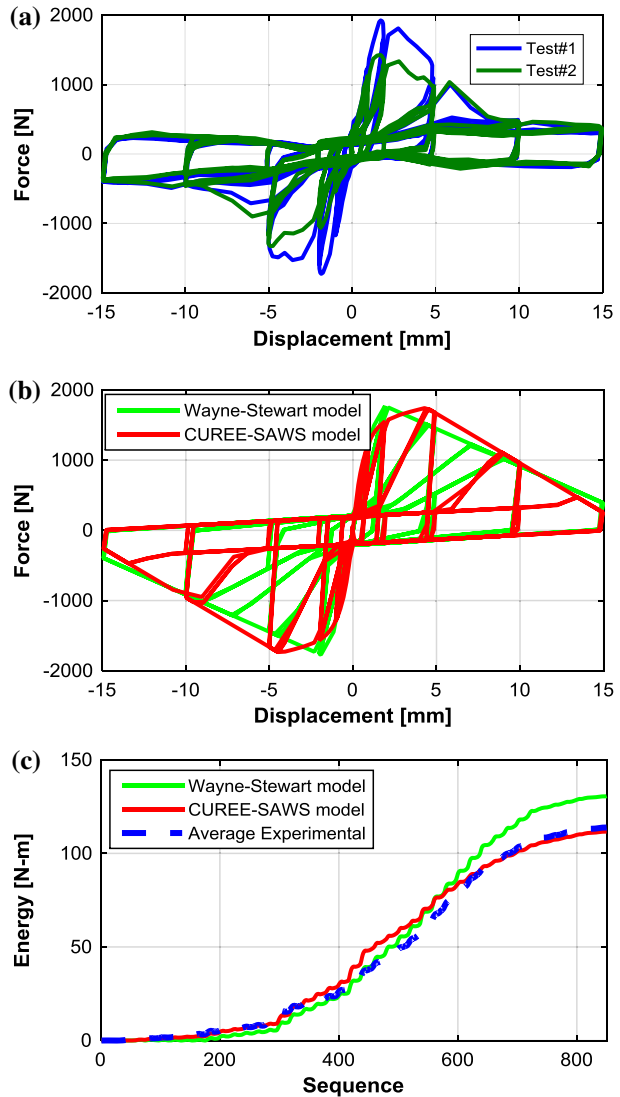 (a)
2000
1000
0
-1000
-2000
Force [N]
Test#1
Test#2
-15 -10 -5 0 5 10 15
Displacement [mm]
(b)
2000
1000
0
-1000
-2000
Force [N]
Wayne-Stewart model
CUREE-SAWS model
-15 -10 -5 0 5 10 15
Displacement [mm]
(c)
150
100
50
0
Energy [N-m]
Wayne-Stewart model
CUREE-SAWS model
Average Experimental
0 200 400 600 800
Sequence